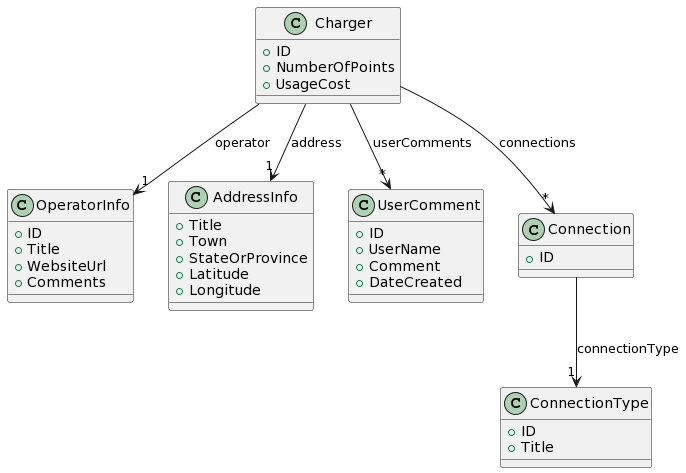 C Charger
ID
NumberOfPoints
UsageCost
operator
address
userComments
connections
1
1
*
*
C OperatorInfo
ID
Title
WebsiteUrl
Comments
C AddressInfo
Title
Town
StateOrProvince
Latitude
Longitude
C UserComment
ID
UserName
Comment
DateCreated
C Connection
ID
connectionType
1
C ConnectionType
ID
Title